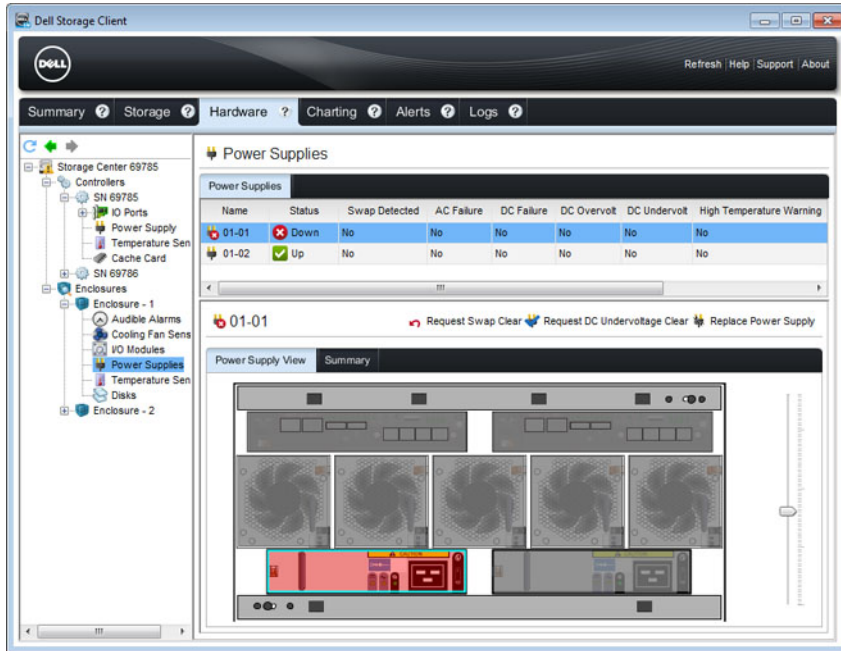 Dell Storage Client
DELL
Refresh | Help | Support | About
Summary ? Storage ? Hardware ? Charting ? Alerts ? Logs ?
Storage Center 69785
Controllers
SN 69785
IO Ports
Power Supply
Temperature Sen
Cache Card
SN 69786
Enclosures
Enclosure - 1
Audible Alarms
Cooling Fan Sens
I/O Modules
Power Supplies
Temperature Sen
Disks
Enclosure - 2
Power Supplies
Power Supplies
Name Status Swap Detected AC Failure DC Failure DC Overvolt DC Undervolt High Temperature Warning
01-01 Down No No No No No No
01-02 Up No No No No No No
01-01
Request Swap Clear Request DC Undervoltage Clear Replace Power Supply
Power Supply View Summary
CAUTION
CAUTION